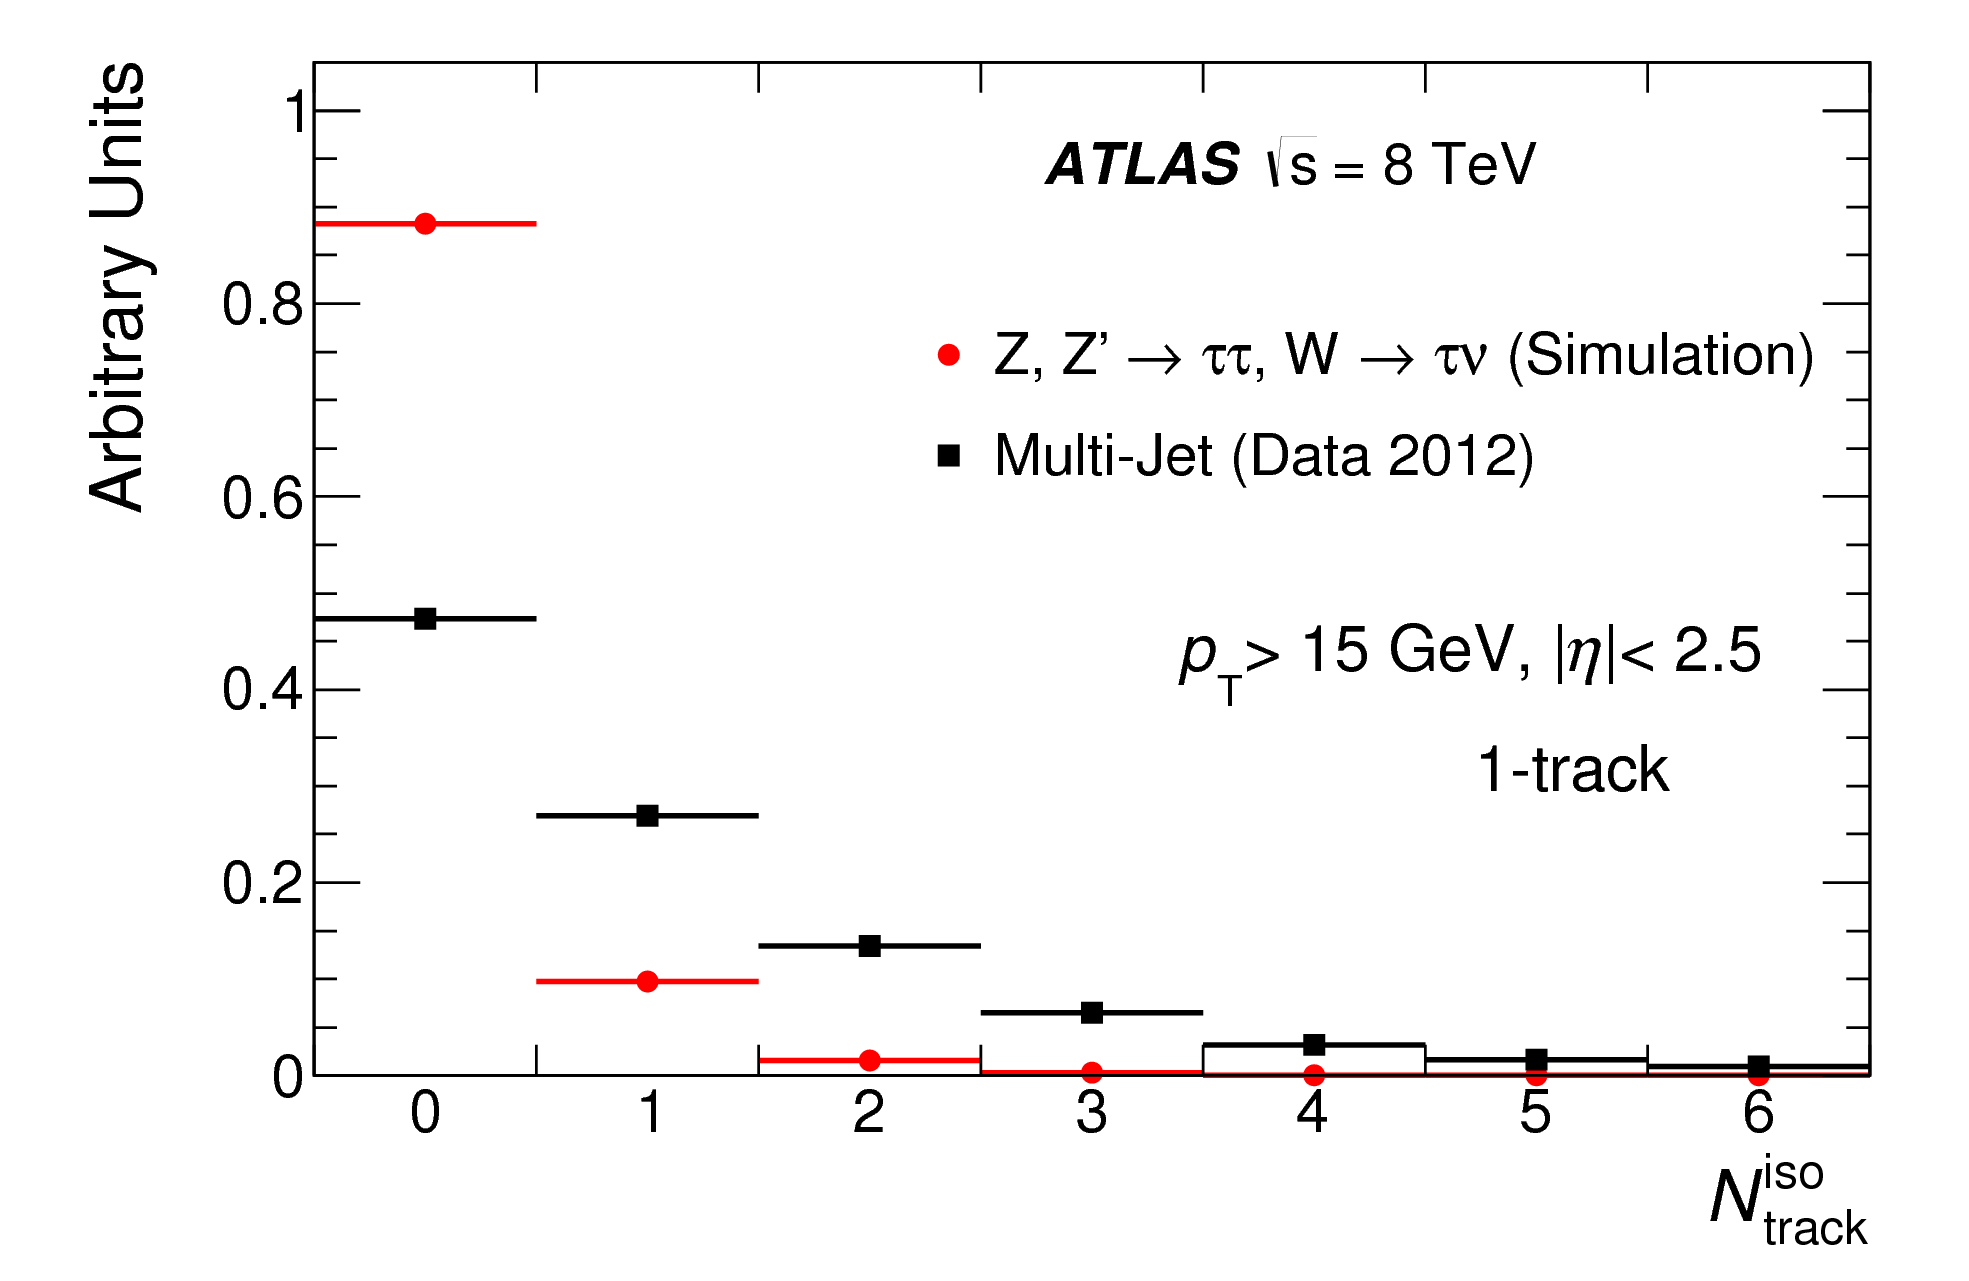 Arbitrary Units
1
0.8
0.6
0.4
0.2
0
ATLAS √s = 8 TeV
Z, Z' → ττ, W → τν (Simulation)
Multi-Jet (Data 2012)
p_T > 15 GeV, |η| < 2.5
1-track
0 1 2 3 4 5 6
N^iso_track